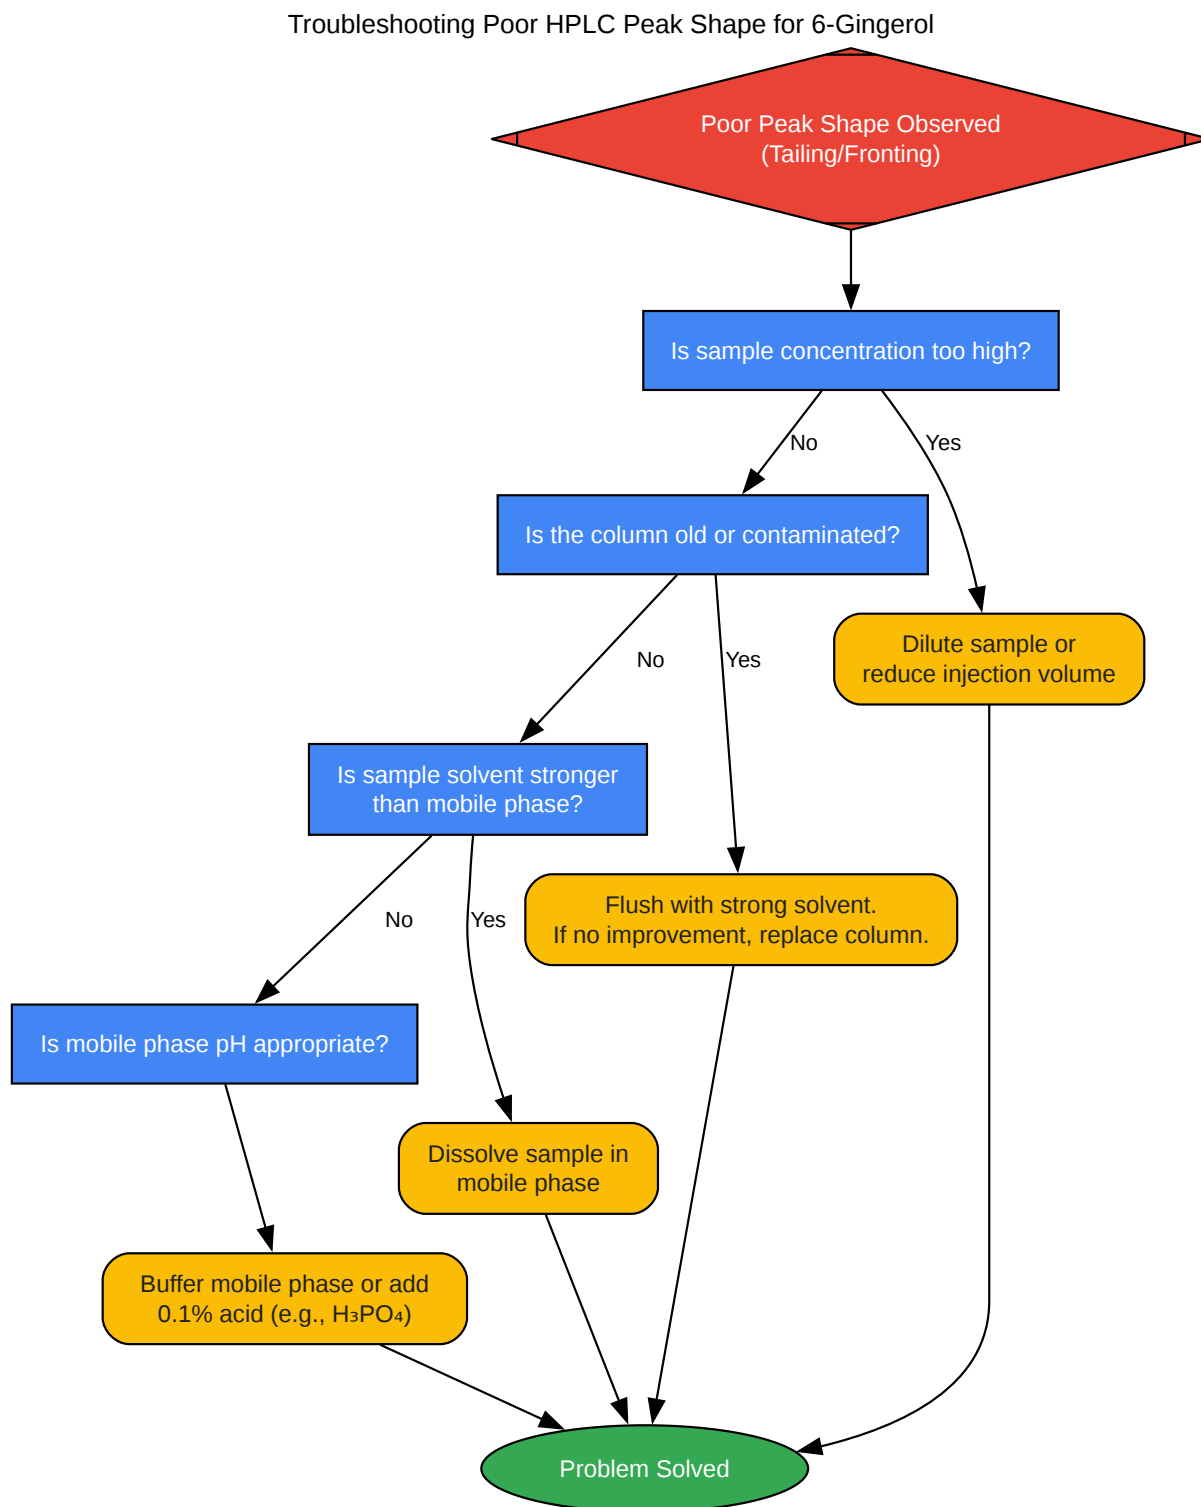 Troubleshooting Poor HPLC Peak Shape for 6-Gingerol
Poor Peak Shape Observed
(Tailing/Fronting)
Is sample concentration too high?
No
Yes
Is the column old or contaminated?
Dilute sample or
reduce injection volume
No
Yes
Is sample solvent stronger
than mobile phase?
Flush with strong solvent.
If no improvement, replace column.
No
Yes
Is mobile phase pH appropriate?
Dissolve sample in
mobile phase
Buffer mobile phase or add
0.1% acid (e.g., H₃PO₄)
Problem Solved